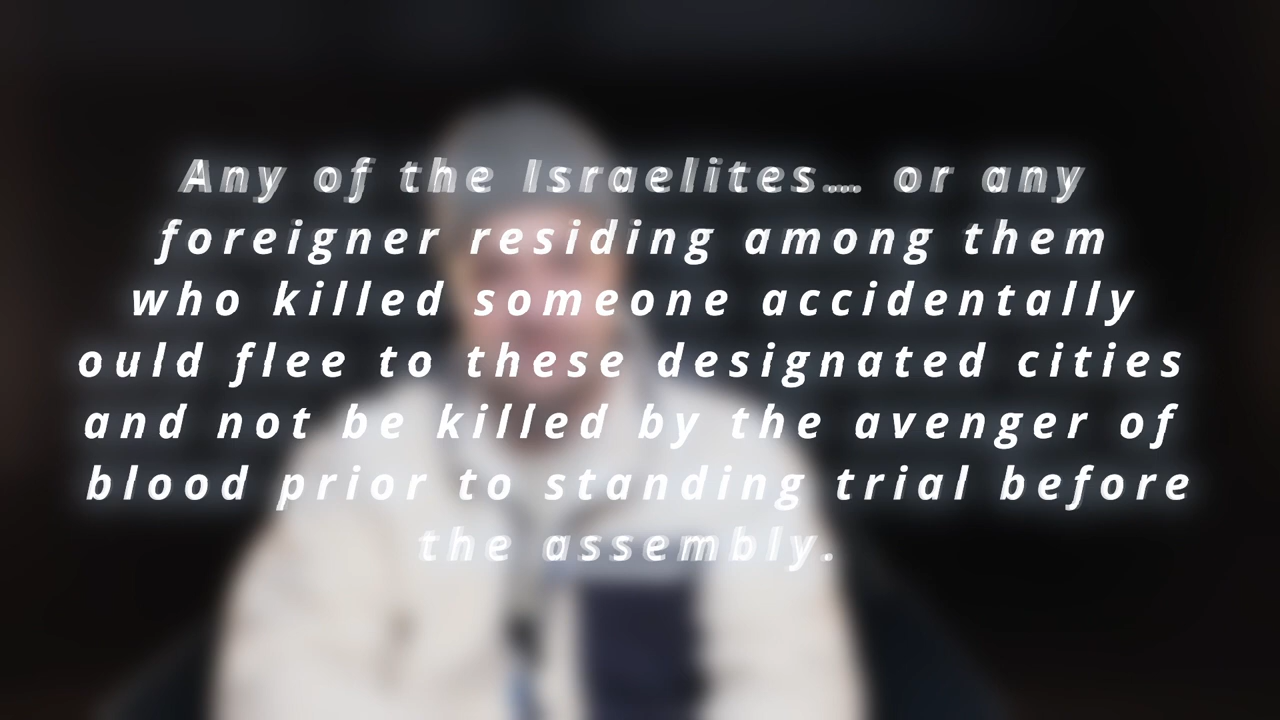 Any of the Israelites..... or any
foreigner residing among them
who killed someone accidentally
ould flee to these designated cities
and not be killed by the avenger of
blood prior to standing trial before
the assembly.